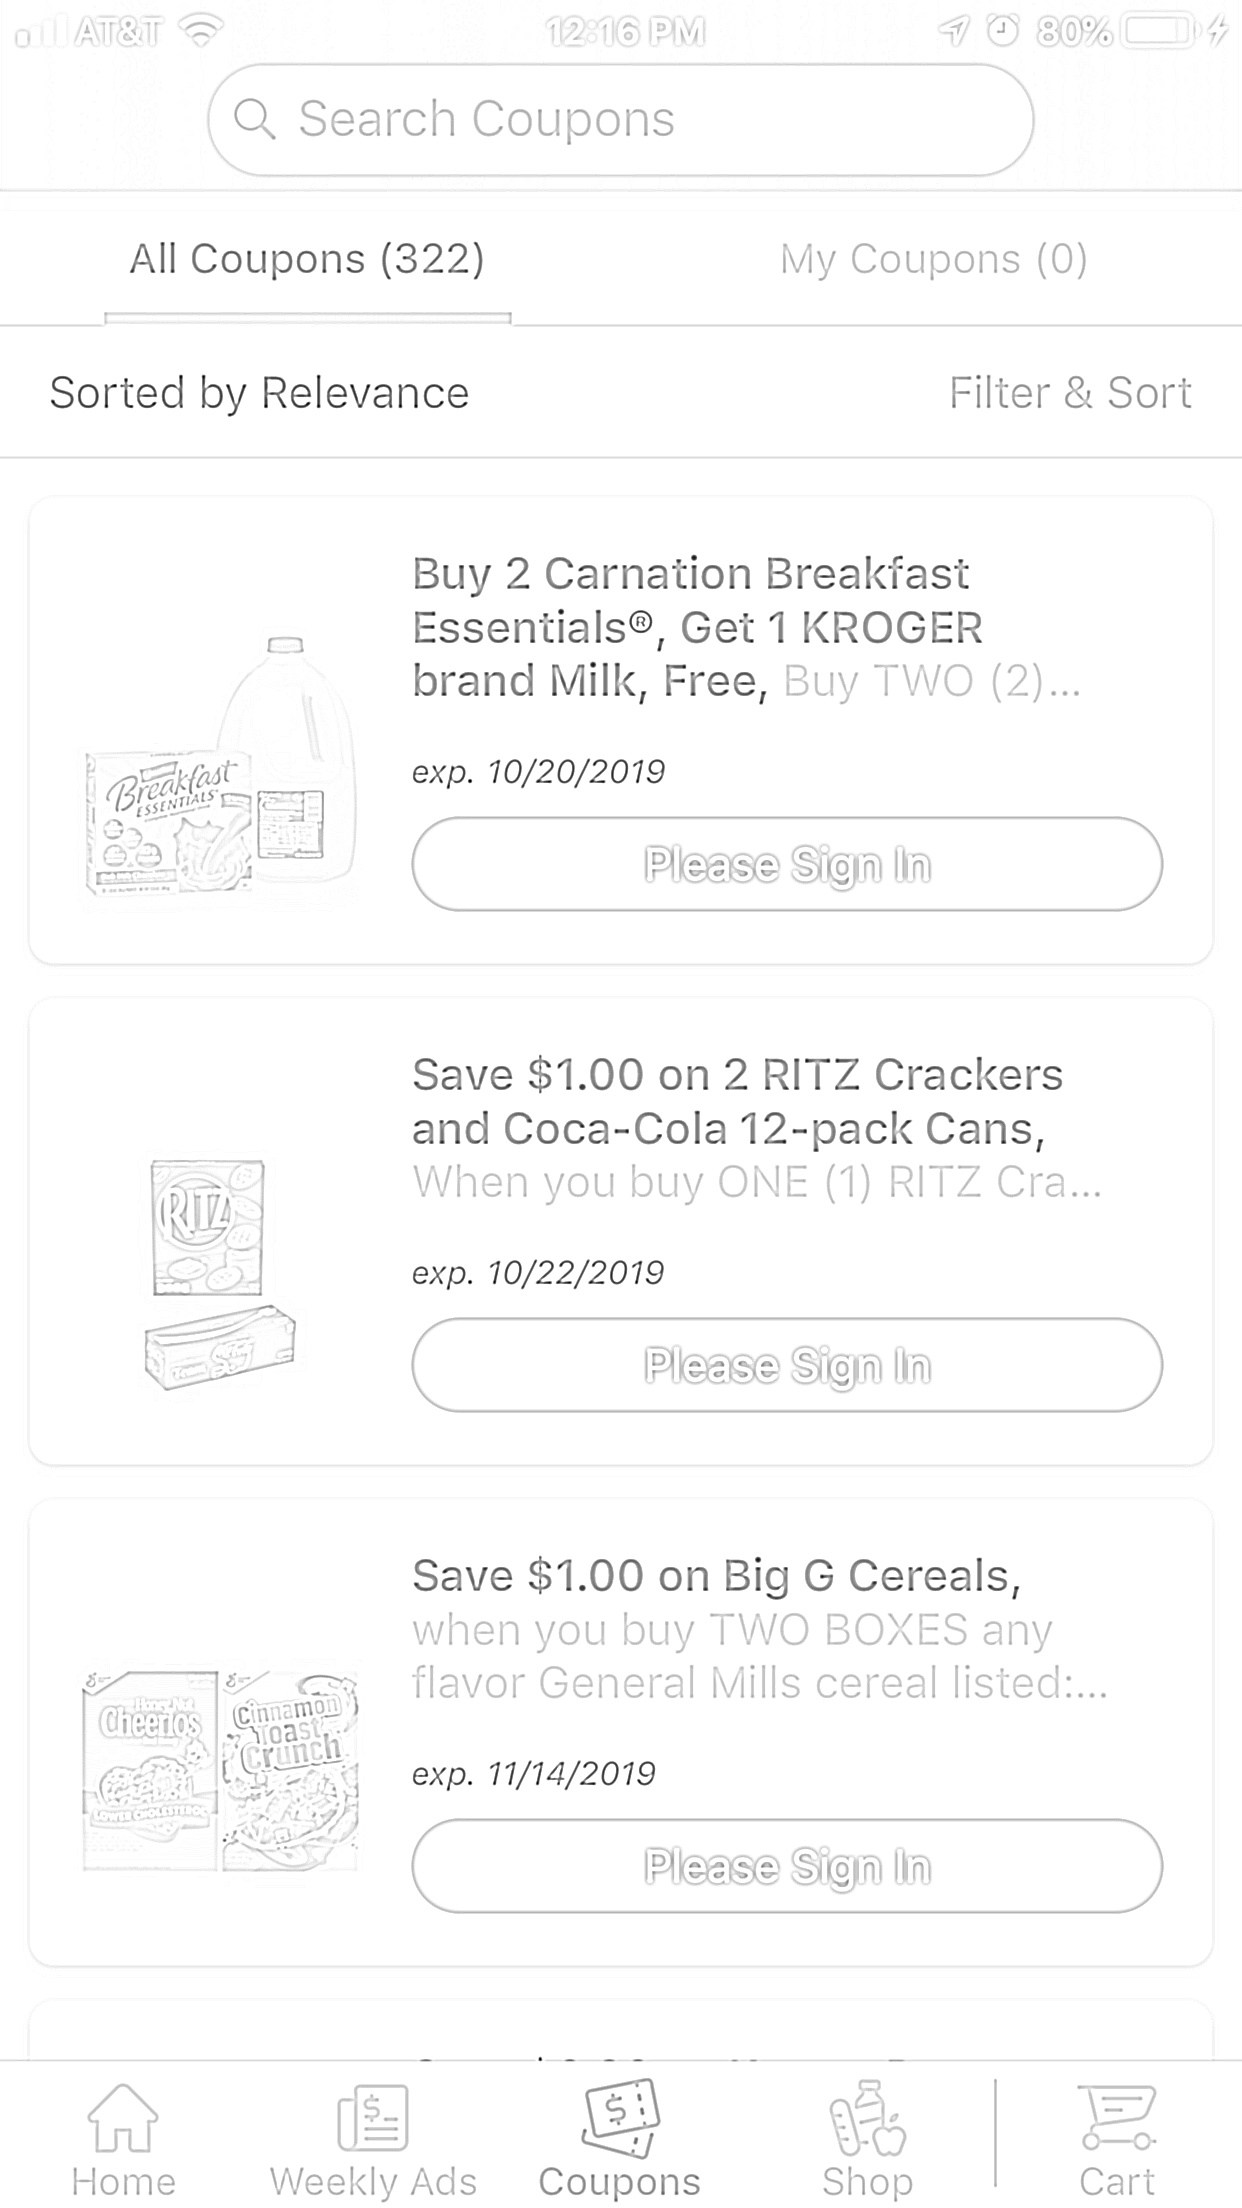 AT&T 12:16 PM 80%
Search Coupons
All Coupons (322) My Coupons (0)
Sorted by Relevance Filter & Sort
Buy 2 Carnation Breakfast
Essentials®, Get 1 KROGER
brand Milk, Free, Buy TWO (2)...
exp. 10/20/2019
Please Sign In
Breakfast
ESSENTIALS
Save $1.00 on 2 RITZ Crackers
and Coca-Cola 12-pack Cans,
When you buy ONE (1) RITZ Cra...
exp. 10/22/2019
Please Sign In
RITZ
Save $1.00 on Big G Cereals,
when you buy TWO BOXES any
flavor General Mills cereal listed:...
exp. 11/14/2019
Please Sign In
Honey Nut
Cheerios
LOWER CHOLESTEROL
Cinnamon
Toast
Crunch
Home Weekly Ads Coupons Shop Cart